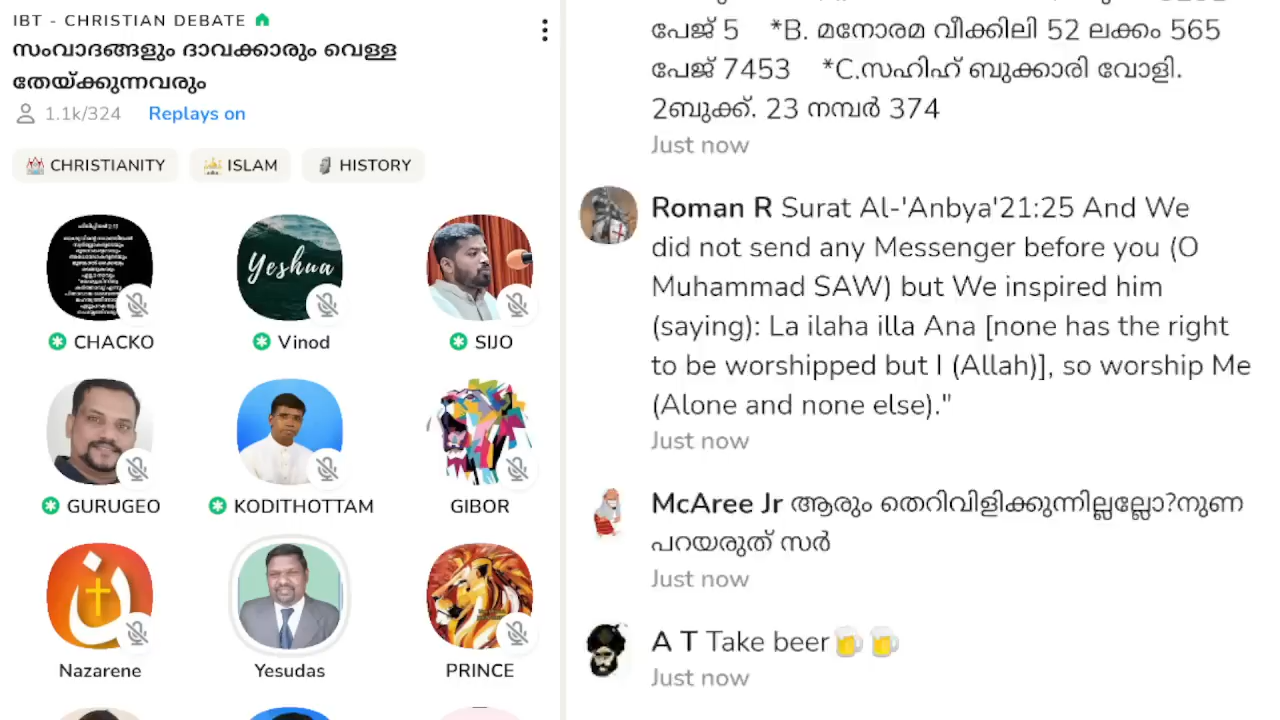 IBT - CHRISTIAN DEBATE
സംവാദങ്ങളും ദാവക്കാരും വെള്ള
തേയ്ക്കുന്നവരും
1.1k/324 Replays on
CHRISTIANITY ISLAM HISTORY
Yeshua
CHACKO Vinod SIJO
GURUGEO KODITHOTTAM GIBOR
Nazarene Yesudas PRINCE
പേജ് 5 *B. മനോരമ വീക്കിലി 52 ലക്കം 565
പേജ് 7453 *C.സഹിഹ് ബുക്കാരി വോളി.
2ബുക്ക്. 23 നമ്പർ 374
Just now
Roman R Surat Al-'Anbya'21:25 And We
did not send any Messenger before you (O
Muhammad SAW) but We inspired him
(saying): La ilaha illa Ana [none has the right
to be worshipped but I (Allah)], so worship Me
(Alone and none else)."
Just now
McAree Jr ആരും തെറിവിളിക്കുന്നില്ലല്ലോ?നുണ
പറയരുത് സർ
Just now
A T Take beer🍺 🍺
Just now